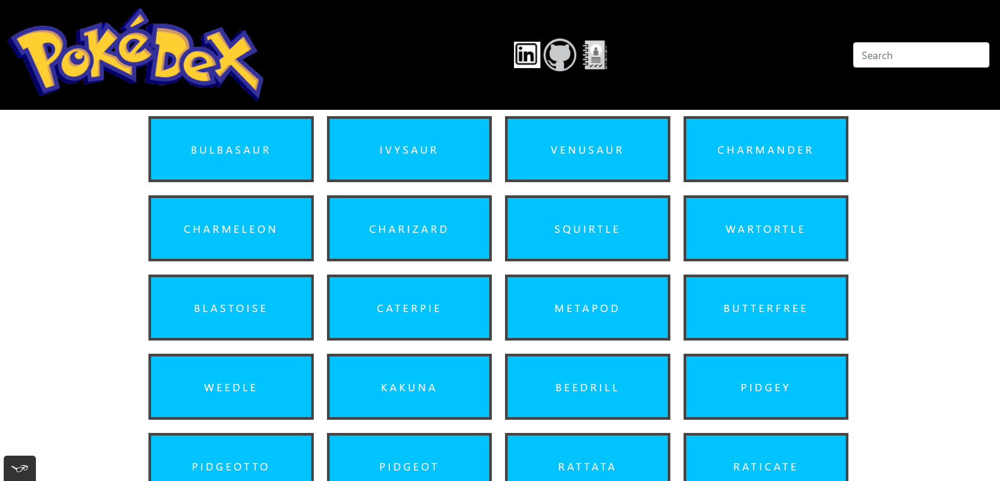 PokéDex
in
Search
BULBASAUR
IVYSAUR
VENUSAUR
CHARMANDER
CHARMELEON
CHARIZARD
SQUIRTLE
WARTORTLE
BLASTOISE
CATERPIE
METAPOD
BUTTERFREE
WEEDLE
KAKUNA
BEEDRILL
PIDGEY
PIDGEOTTO
PIDGEOT
RATTATA
RATICATE